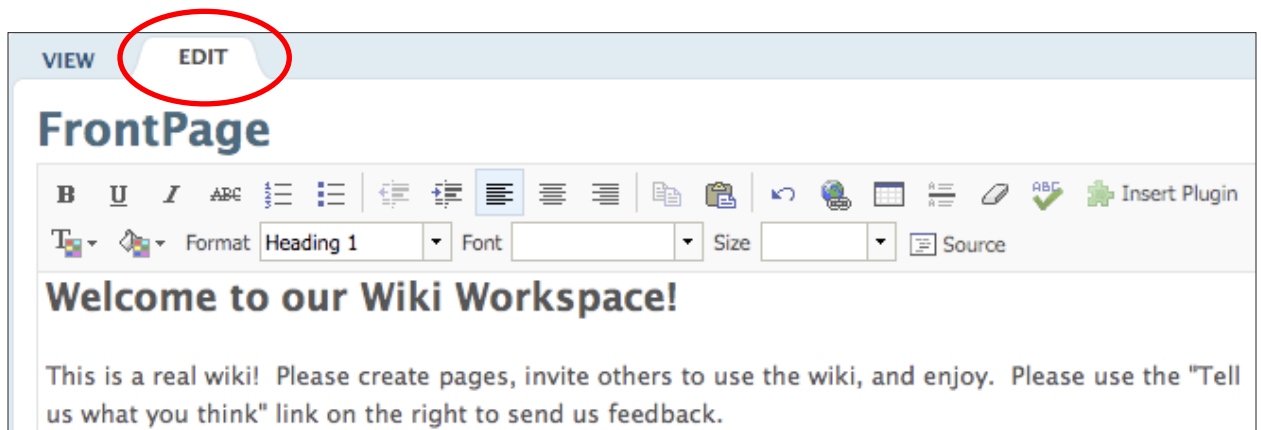 VIEW EDIT
FrontPage
B U I ABC ABC Insert Plugin
T Format Heading 1 Font Size Source
Welcome to our Wiki Workspace!
This is a real wiki! Please create pages, invite others to use the wiki, and enjoy. Please use the "Tell
us what you think" link on the right to send us feedback.